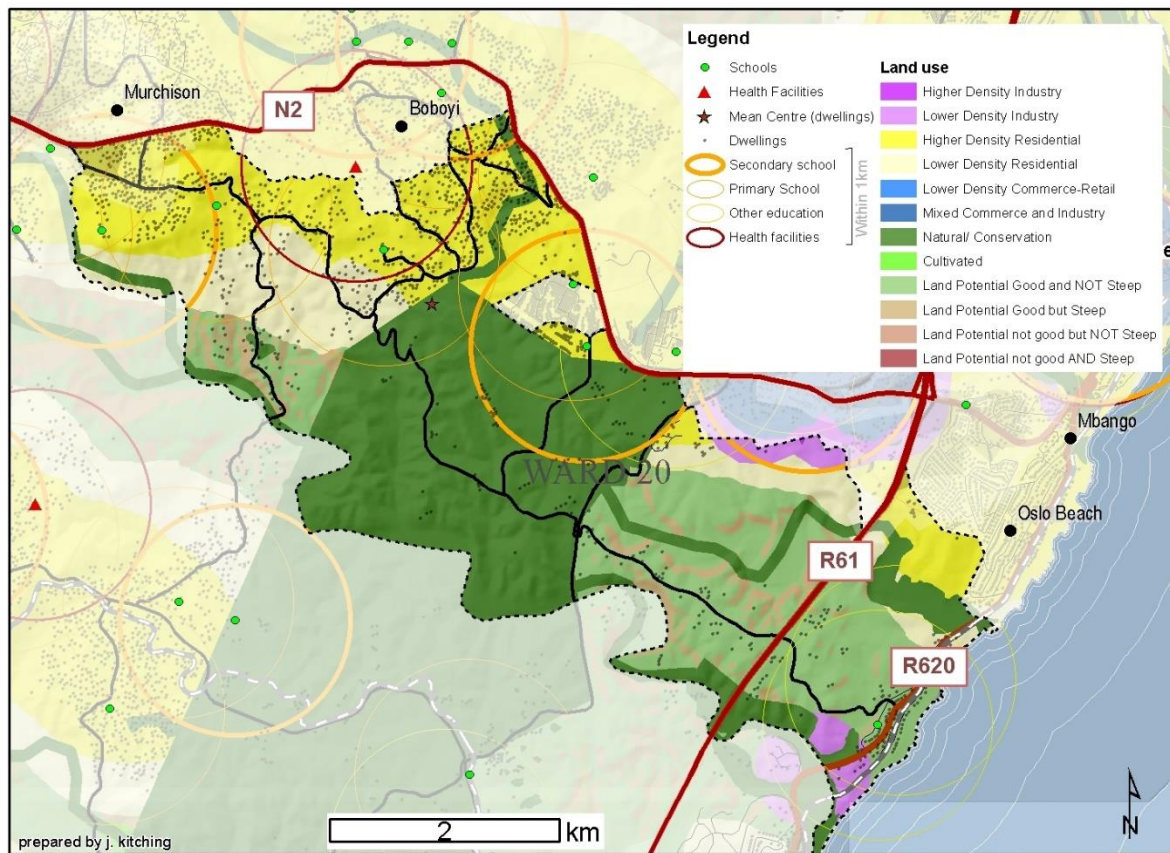 Legend
Schools
Health Facilities
Mean Centre (dwellings)
Dwellings
Secondary school
Primary School
Other education
Health facilities
Within 1km
Land use
Higher Density Industry
Lower Density Industry
Higher Density Residential
Lower Density Residential
Lower Density Commerce-Retail
Mixed Commerce and Industry
Natural/ Conservation
Cultivated
Land Potential Good and NOT Steep
Land Potential Good but Steep
Land Potential not good but NOT Steep
Land Potential not good AND Steep
Murchison
N2
Boboyi
e
Mbango
WARD 20
Oslo Beach
R61
R620
2 km
N
prepared by j. kitching